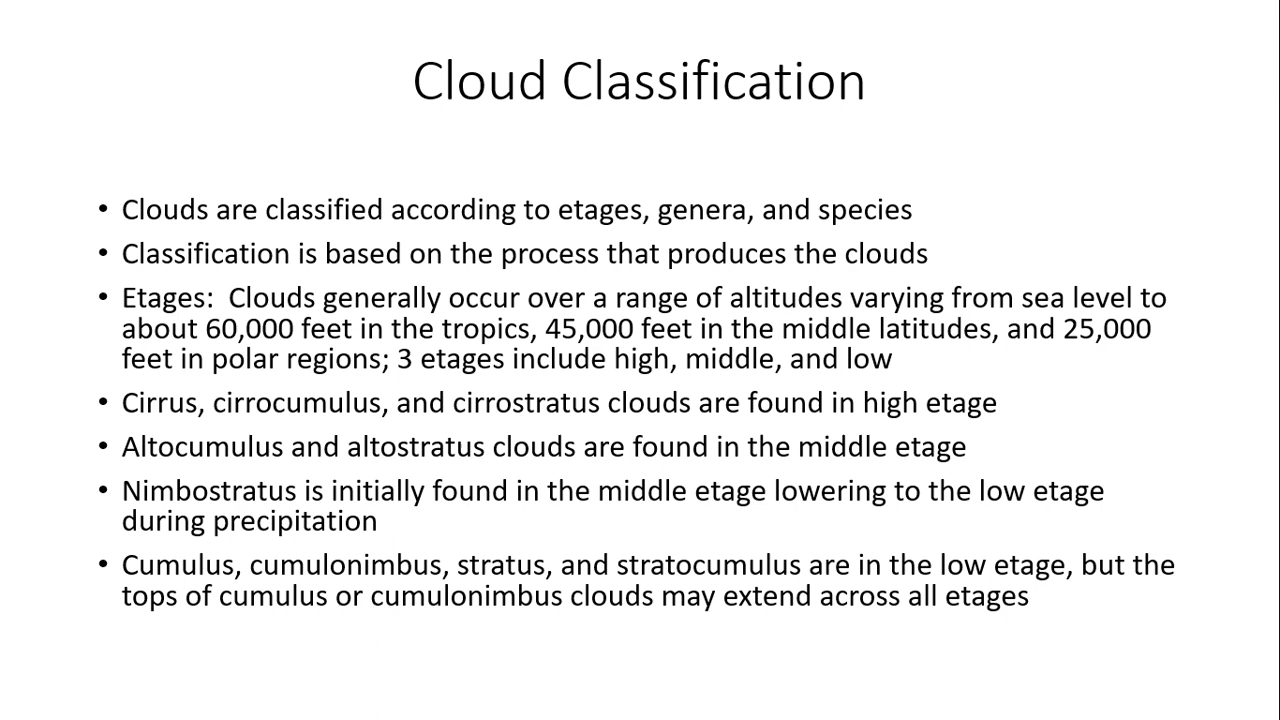 Cloud Classification
• Clouds are classified according to etages, genera, and species
• Classification is based on the process that produces the clouds
• Etages:  Clouds generally occur over a range of altitudes varying from sea level to
about 60,000 feet in the tropics, 45,000 feet in the middle latitudes, and 25,000
feet in polar regions; 3 etages include high, middle, and low
• Cirrus, cirrocumulus, and cirrostratus clouds are found in high etage
• Altocumulus and altostratus clouds are found in the middle etage
• Nimbostratus is initially found in the middle etage lowering to the low etage
during precipitation
• Cumulus, cumulonimbus, stratus, and stratocumulus are in the low etage, but the
tops of cumulus or cumulonimbus clouds may extend across all etages